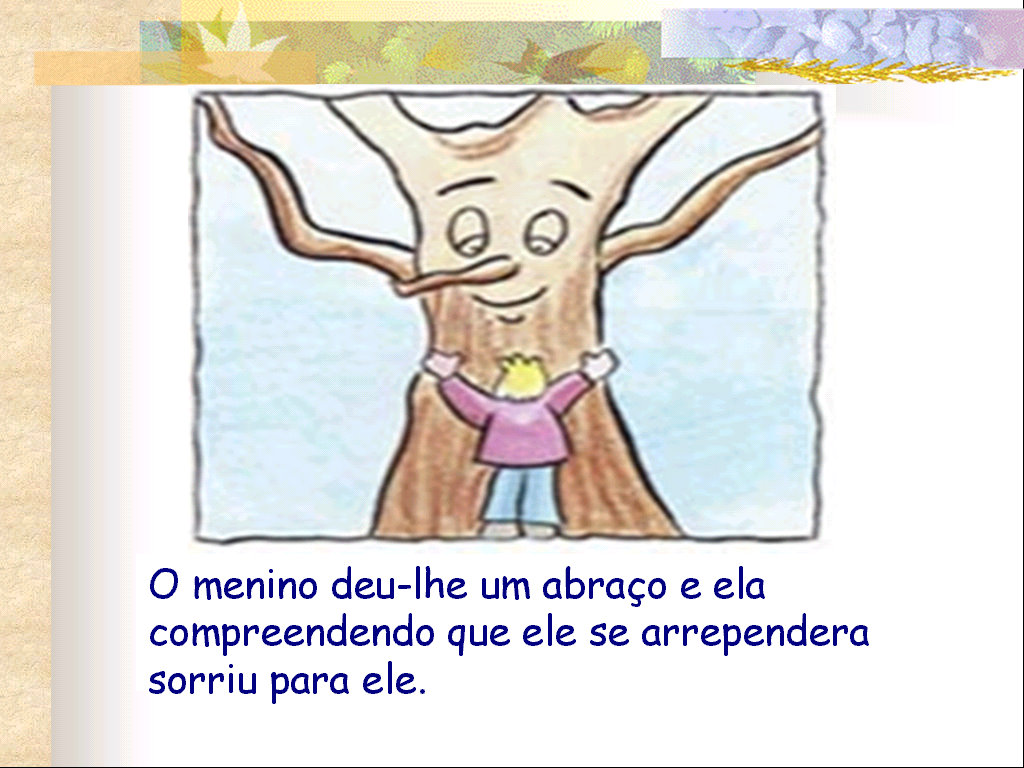 O menino deu-lhe um abraço e ela
compreendendo que ele se arrependera
sorriu para ele.